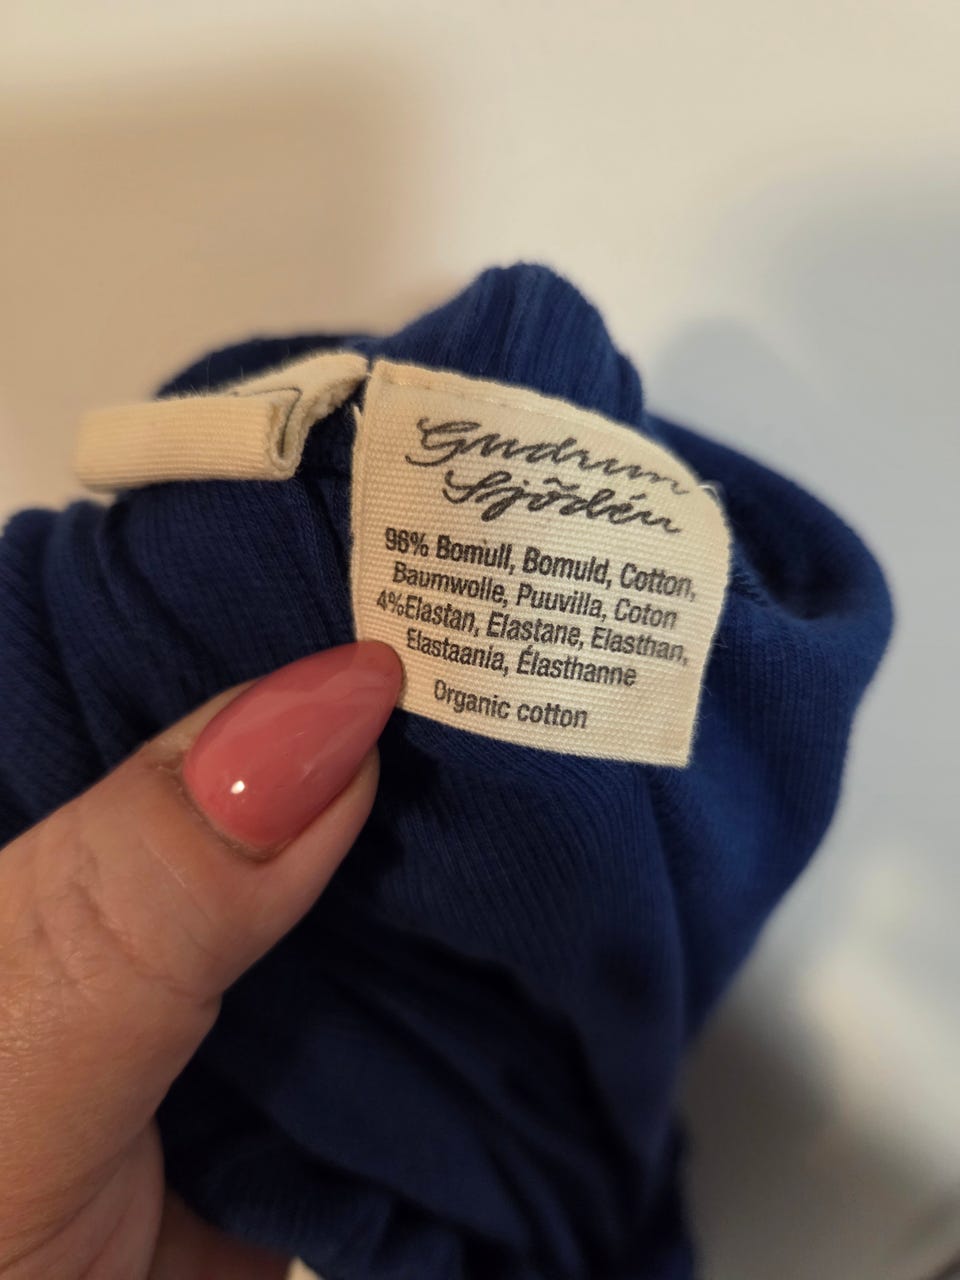 Gudrun
Sjödén
96% Bomull, Bomuld, Cotton,
Baumwolle, Puuvilla, Coton
4%Elastan, Elastane, Elasthan,
Elastaania, Élasthanne
Organic cotton